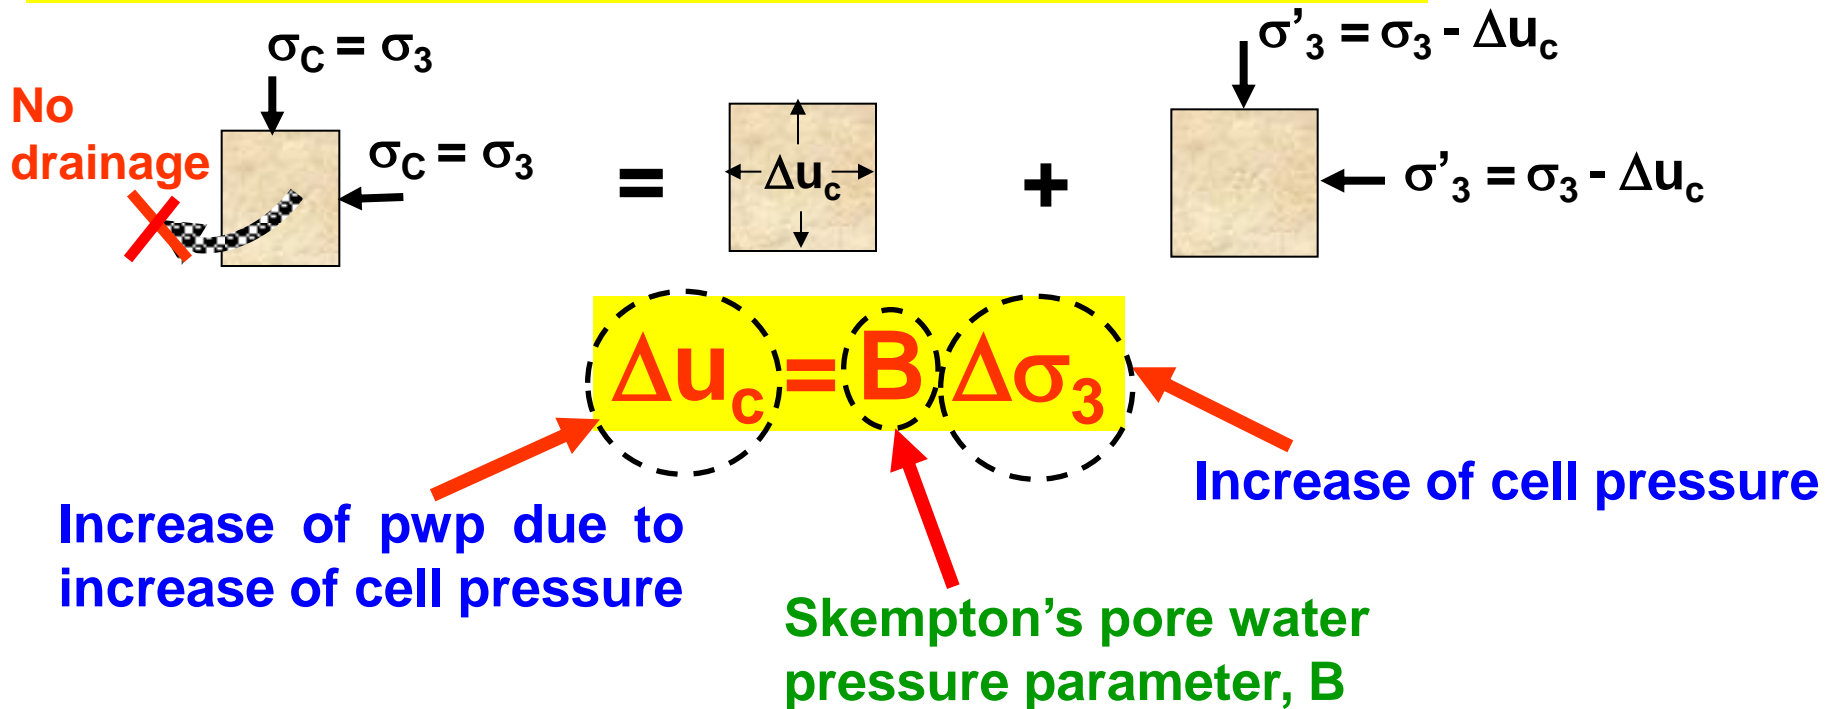 σC = σ3
σ'3 = σ3 - Δuc
No
drainage
σC = σ3
=
Δuc
+
σ'3 = σ3 - Δuc
Δuc = B Δσ3
Increase of cell pressure
Increase of pwp due to
increase of cell pressure
Skempton's pore water
pressure parameter, B